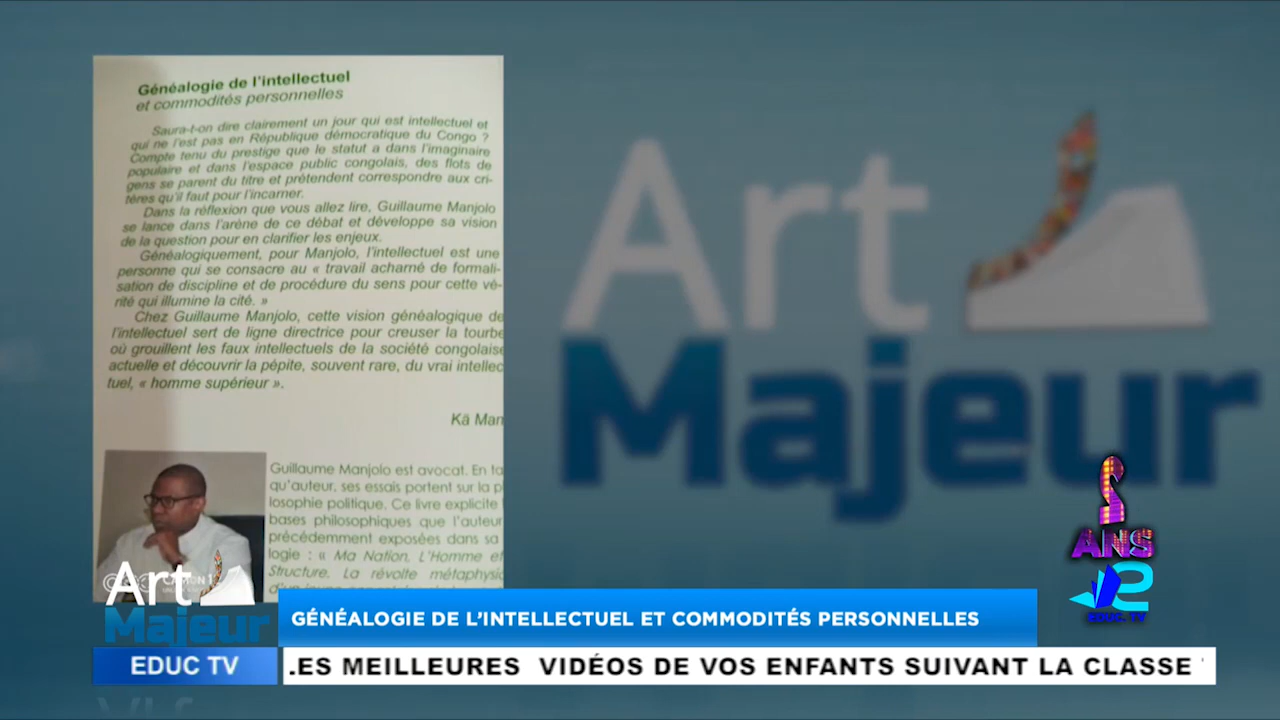 Généalogie de l'intellectuel
et commodités personnelles
Saura-t-on dire clairement un jour qui est intellectuel et
qui ne l'est pas en République démocratique du Congo ?
Compte tenu du prestige que le statut a dans l'imaginaire
populaire et dans l'espace public congolais, des flots de
gens se parent du titre et prétendent correspondre aux cri-
tères qu'il faut pour l'incarner.
Dans la réflexion que vous allez lire, Guillaume Manjolo
se lance dans l'arène de ce débat et développe sa vision
de la question pour en clarifier les enjeux.
Généalogiquement, pour Manjolo, l'intellectuel est une
personne qui se consacre au « travail acharné de formali-
sation de discipline et de procédure du sens pour cette vé-
rité qui illumine la cité. »
Chez Guillaume Manjolo, cette vision généalogique de
l'intellectuel sert de ligne directrice pour creuser la tourbe
où grouillent les faux intellectuels de la société congolaise
actuelle et découvrir la pépite, souvent rare, du vrai intellec
tuel, « homme supérieur ».
Kä Man
Guillaume Manjolo est avocat. En ta
qu'auteur, ses essais portent sur la p
losophie politique. Ce livre explicite
bases philosophiques que l'auteur
précédemment exposées dans sa
logie : « Ma Nation, L'Homme et
Structure. La révolte métaphysi
Art
Majeur
Art
Majeur
2
ANS
EDUC. TV
GÉNÉALOGIE DE L'INTELLECTUEL ET COMMODITÉS PERSONNELLES
EDUC TV
.ES MEILLEURES VIDÉOS DE VOS ENFANTS SUIVANT LA CLASSE